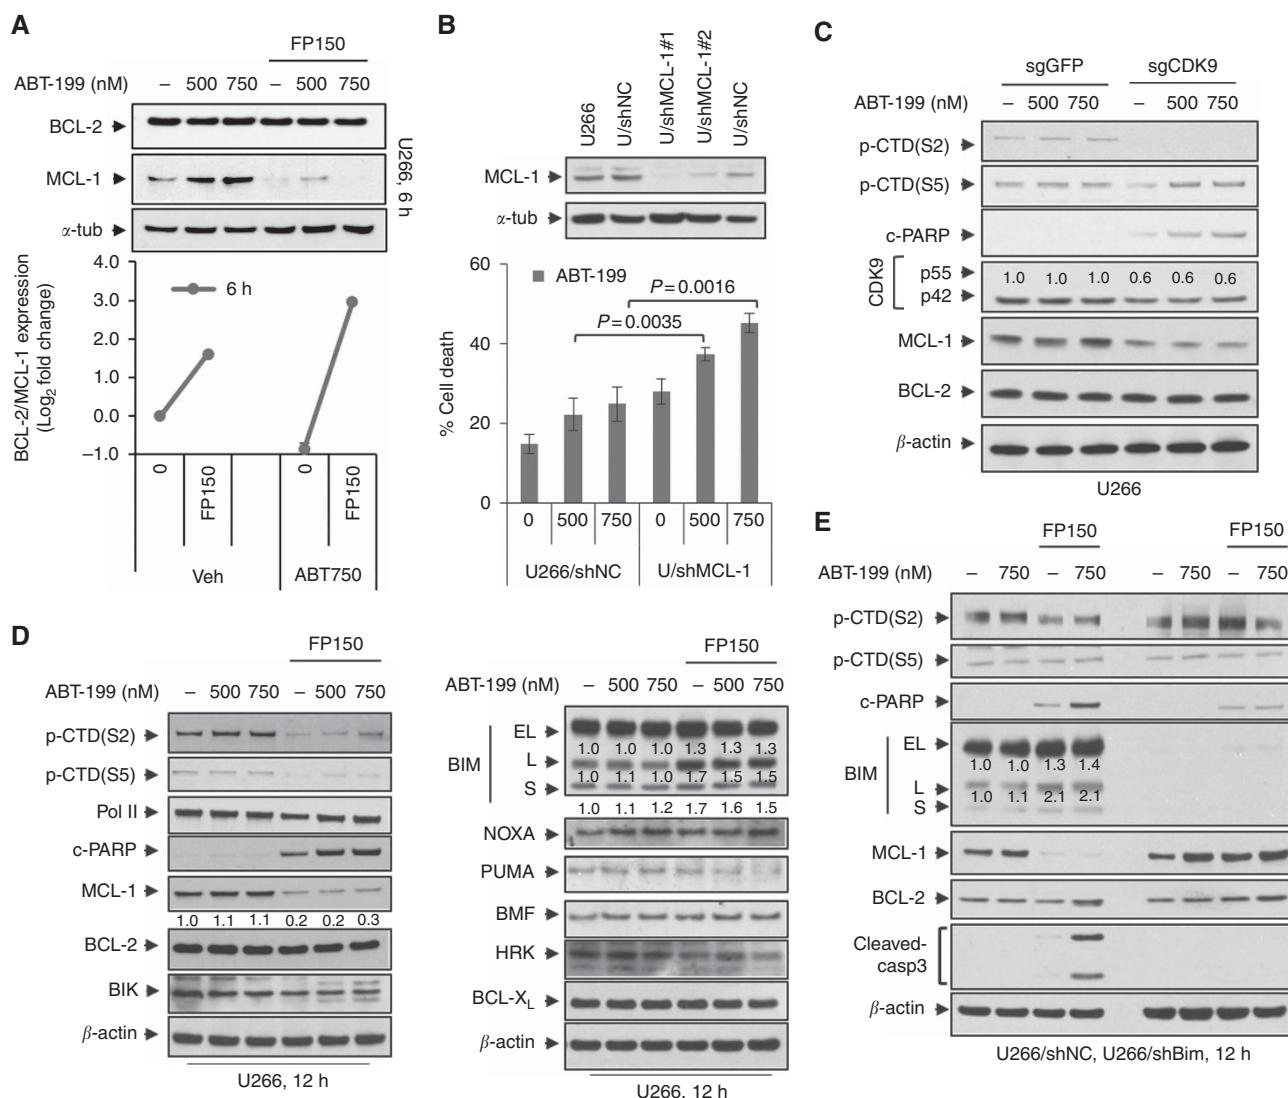 A
FP150
ABT-199 (nM) – 500 750 – 500 750
BCL-2
MCL-1
α-tub
U266, 6 h
4.0
3.0
2.0
1.0
0.0
–1.0
BCL-2/MCL-1 expression
(Log2 fold change)
6 h
0 FP150 0 FP150
Veh ABT750
B
U266 U/shNC U/shMCL-1#1 U/shMCL-1#2 U/shNC
MCL-1
α-tub
60
40
20
0
% Cell death
ABT-199
P = 0.0016
P = 0.0035
0 500 750 0 500 750
U266/shNC U/shMCL-1
C
sgGFP sgCDK9
ABT-199 (nM) – 500 750 – 500 750
p-CTD(S2)
p-CTD(S5)
c-PARP
CDK9
p55
1.0 1.0 1.0 0.6 0.6 0.6
p42
MCL-1
BCL-2
β-actin
U266
D
FP150
ABT-199 (nM) – 500 750 – 500 750
p-CTD(S2)
p-CTD(S5)
Pol II
c-PARP
MCL-1
1.0 1.1 1.1 0.2 0.2 0.3
BCL-2
BIK
β-actin
U266, 12 h
FP150
ABT-199 (nM) – 500 750 – 500 750
BIM
EL
1.0 1.0 1.0 1.3 1.3 1.3
L
1.0 1.1 1.0 1.7 1.5 1.5
S
1.0 1.1 1.2 1.7 1.6 1.5
NOXA
PUMA
BMF
HRK
BCL-XL
β-actin
U266, 12 h
E
FP150 FP150
ABT-199 (nM) – 750 – 750 – 750 – 750
p-CTD(S2)
p-CTD(S5)
c-PARP
BIM
EL
1.0 1.0 1.3 1.4
L
1.0 1.1 2.1 2.1
S
MCL-1
BCL-2
Cleaved-
casp3
β-actin
U266/shNC, U266/shBim, 12 h